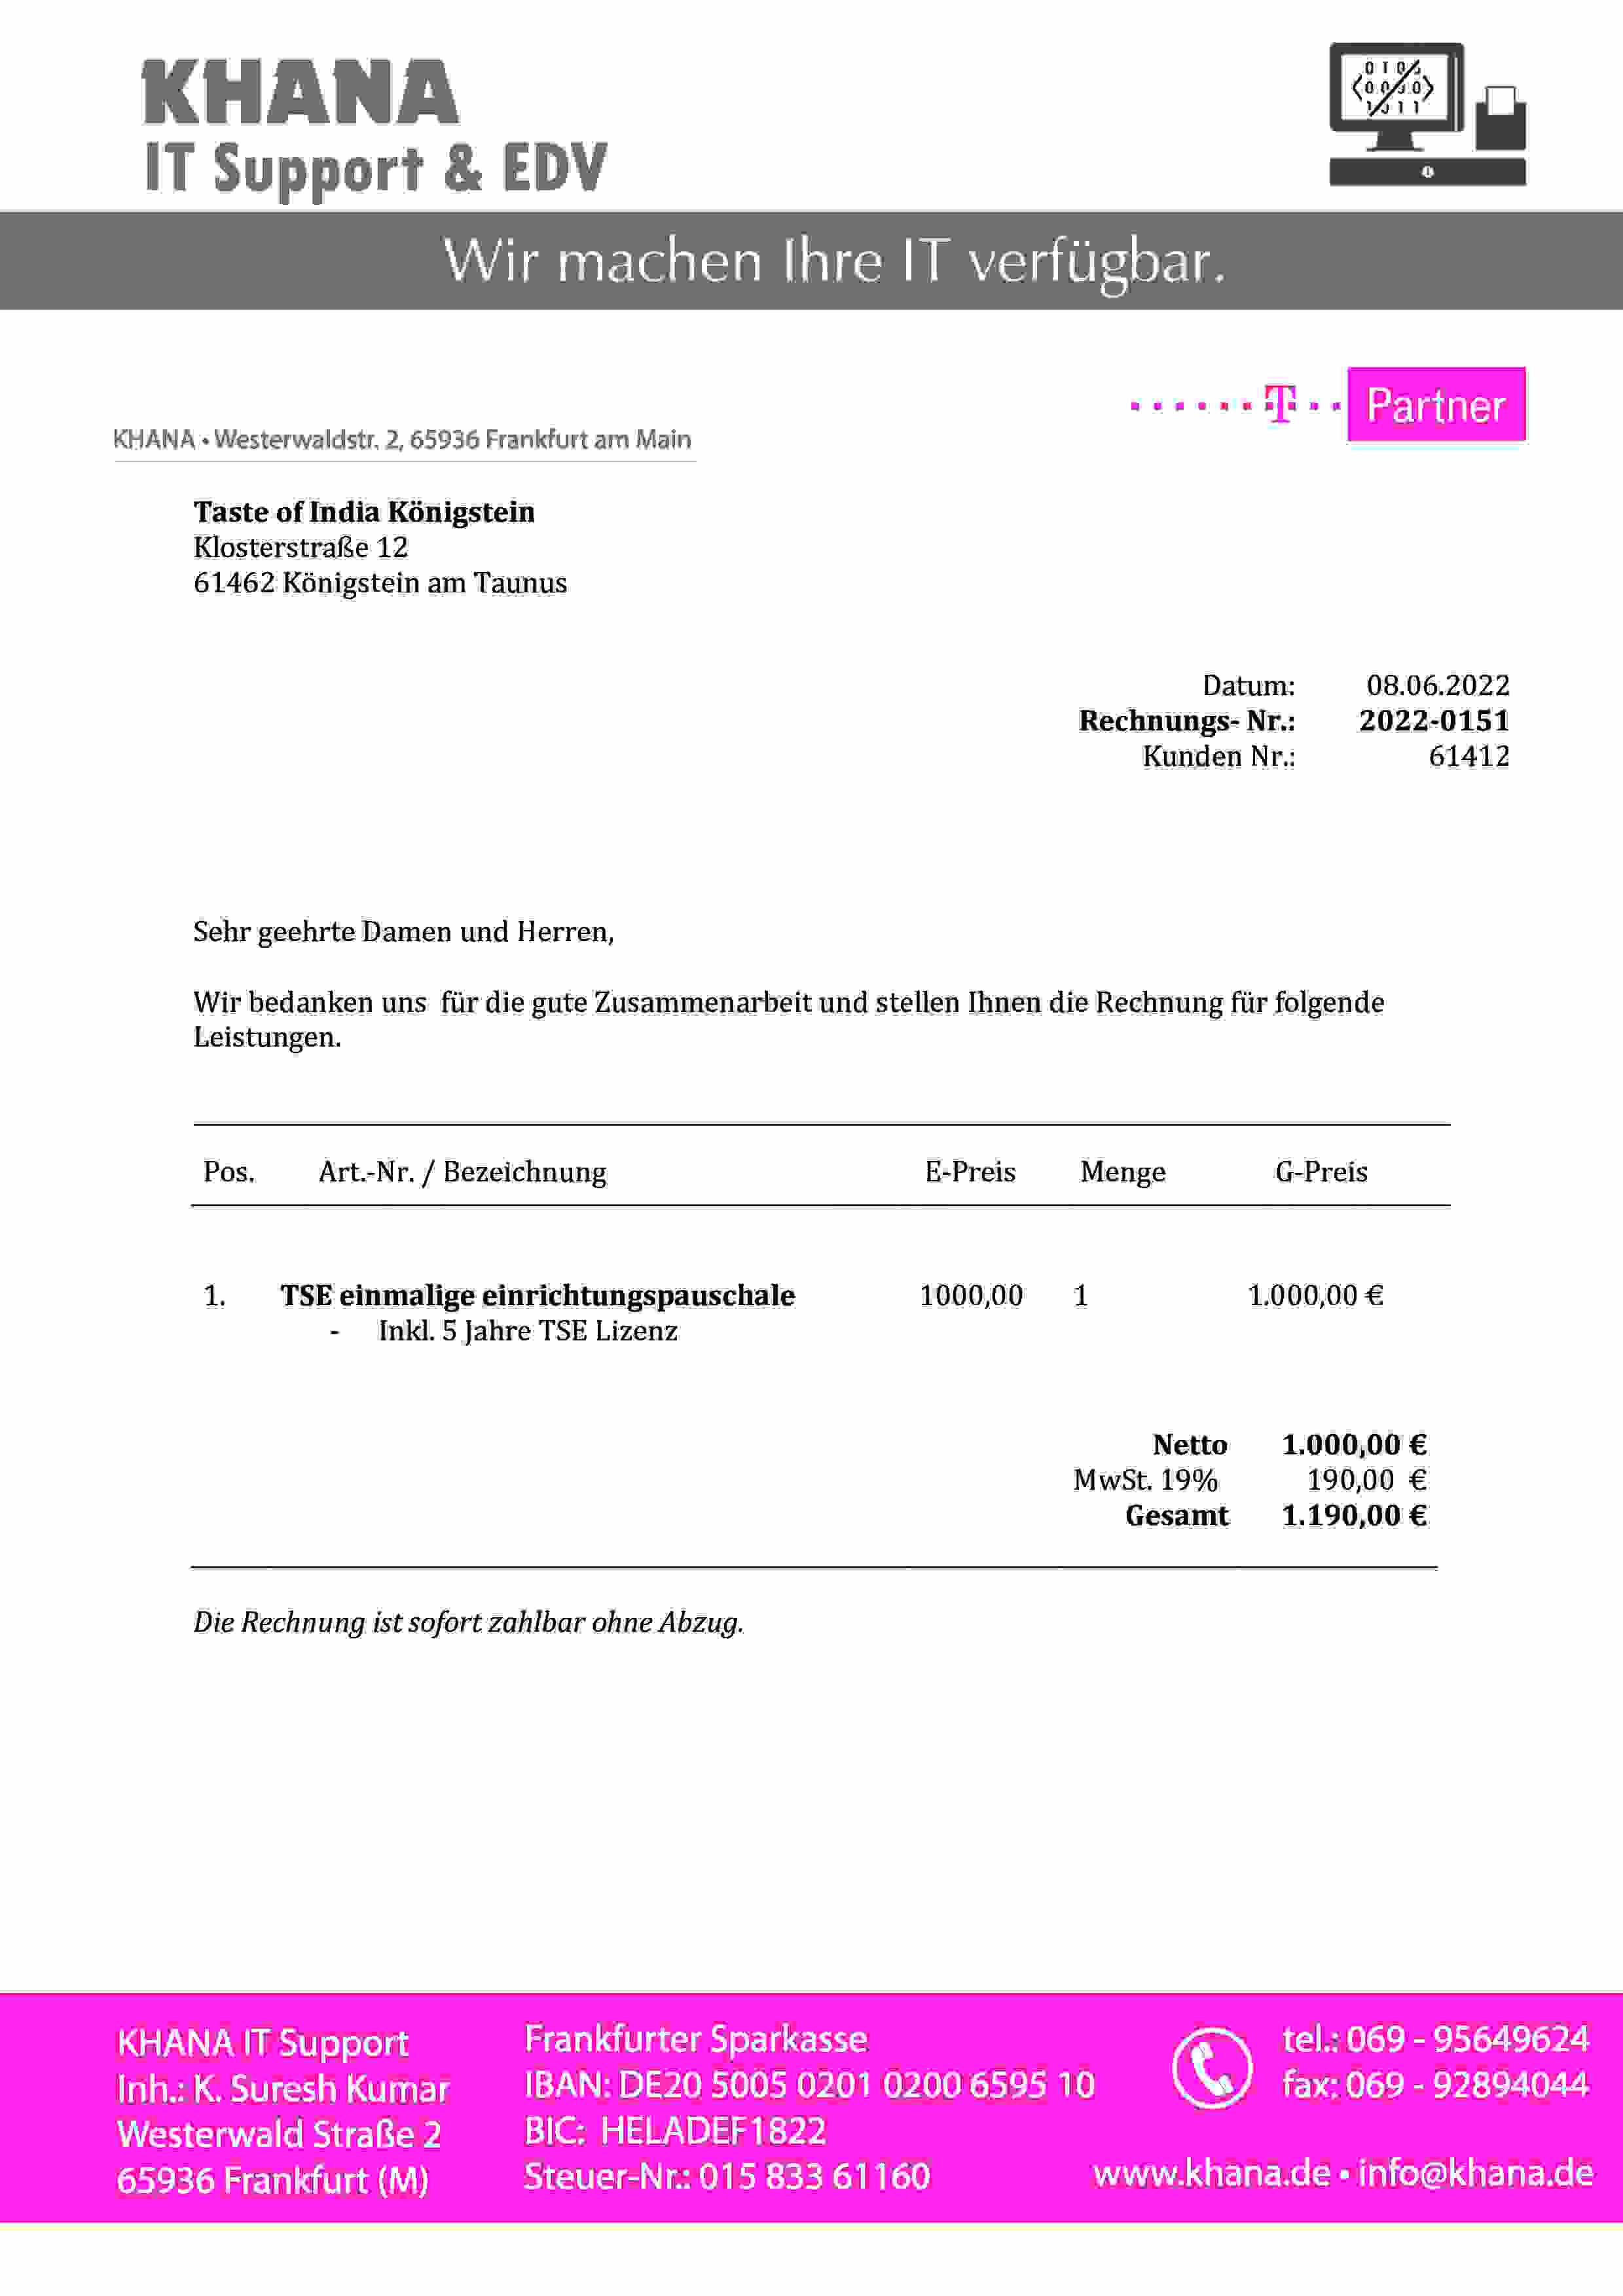 KHANA
IT Support & EDV
Wir machen Ihre IT verfügbar.
T Partner
KHANA • Westerwaldstr. 2, 65936 Frankfurt am Main
Taste of India Königstein
Klosterstraße 12
61462 Königstein am Taunus
Datum: 08.06.2022
Rechnungs- Nr.: 2022-0151
Kunden Nr.: 61412
Sehr geehrte Damen und Herren,
Wir bedanken uns für die gute Zusammenarbeit und stellen Ihnen die Rechnung für folgende
Leistungen.
Pos. Art.-Nr. / Bezeichnung E-Preis Menge G-Preis
1. TSE einmalige einrichtungspauschale 1000,00 1 1.000,00 €
- Inkl. 5 Jahre TSE Lizenz
Netto 1.000,00 €
MwSt. 19% 190,00 €
Gesamt 1.190,00 €
Die Rechnung ist sofort zahlbar ohne Abzug.
KHANA IT Support
Inh.: K. Suresh Kumar
Westerwald Straße 2
65936 Frankfurt (M)
Frankfurter Sparkasse
IBAN: DE20 5005 0201 0200 6595 10
BIC: HELADEF1822
Steuer-Nr.: 015 833 61160
tel.: 069 - 95649624
fax: 069 - 92894044
www.khana.de • info@khana.de